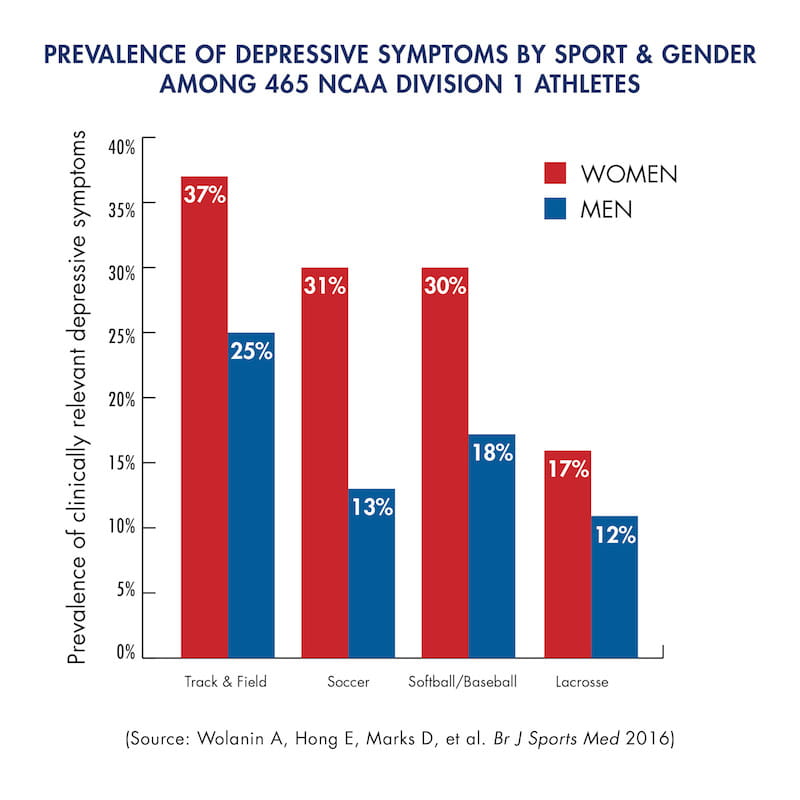 PREVALENCE OF DEPRESSIVE SYMPTOMS BY SPORT & GENDER
AMONG 465 NCAA DIVISION 1 ATHLETES
Prevalence of clinically relevant depressive symptoms
40%
35%
30%
25%
20%
15%
10%
5%
0%
WOMEN
MEN
37%
25%
31%
13%
30%
18%
17%
12%
Track & Field
Soccer
Softball/Baseball
Lacrosse
(Source: Wolanin A, Hong E, Marks D, et al. Br J Sports Med 2016)